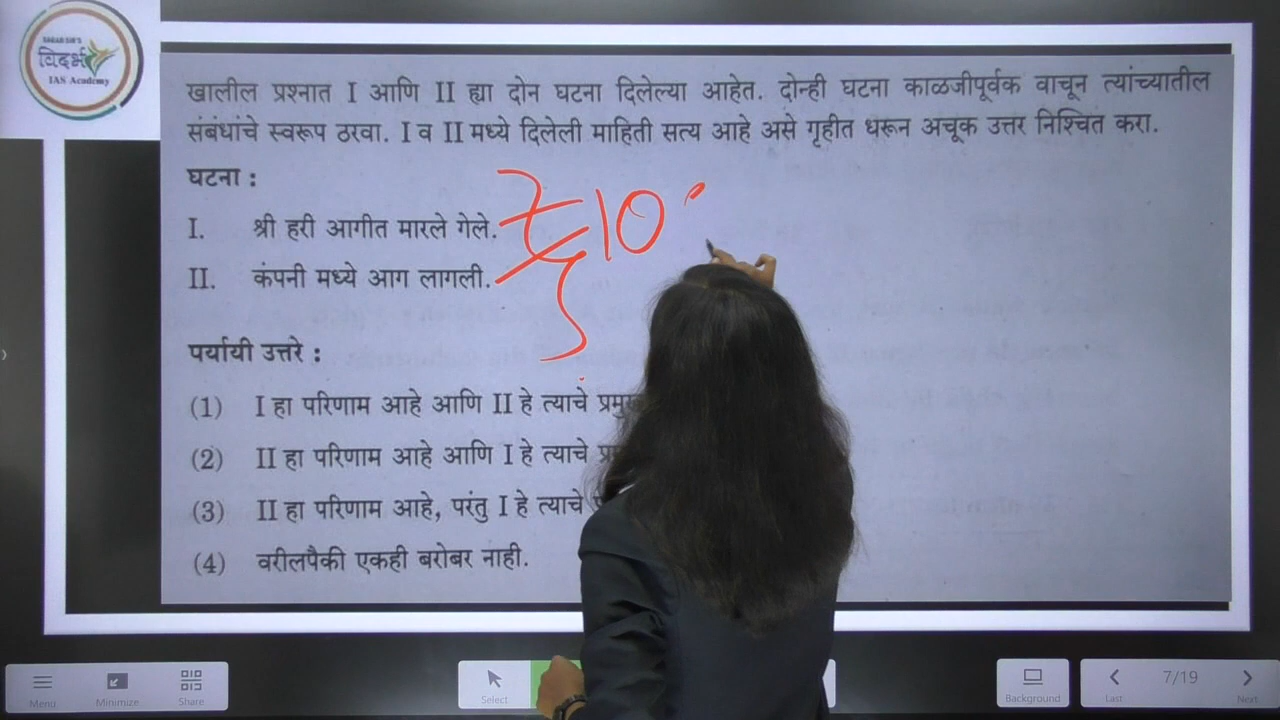 SAGAR SIR'S
विदर्भ
IAS Academy
खालील प्रश्नात I आणि II ह्या दोन घटना दिलेल्या आहेत. दोन्ही घटना काळजीपूर्वक वाचून त्यांच्यातील
संबंधांचे स्वरूप ठरवा. I व II मध्ये दिलेली माहिती सत्य आहे असे गृहीत धरून अचूक उत्तर निश्चित करा.
घटना :
I. श्री हरी आगीत मारले गेले.
II. कंपनी मध्ये आग लागली.
10
पर्यायी उत्तरे :
(1) I हा परिणाम आहे आणि II हे त्याचे
(2) II हा परिणाम आहे आणि I हे त्याचे
(3) II हा परिणाम आहे, परंतु I हे त्याचे
(4) वरीलपैकी एकही बरोबर नाही.
Menu
Minimize
Share
Select
Background
Last
7/19
Next